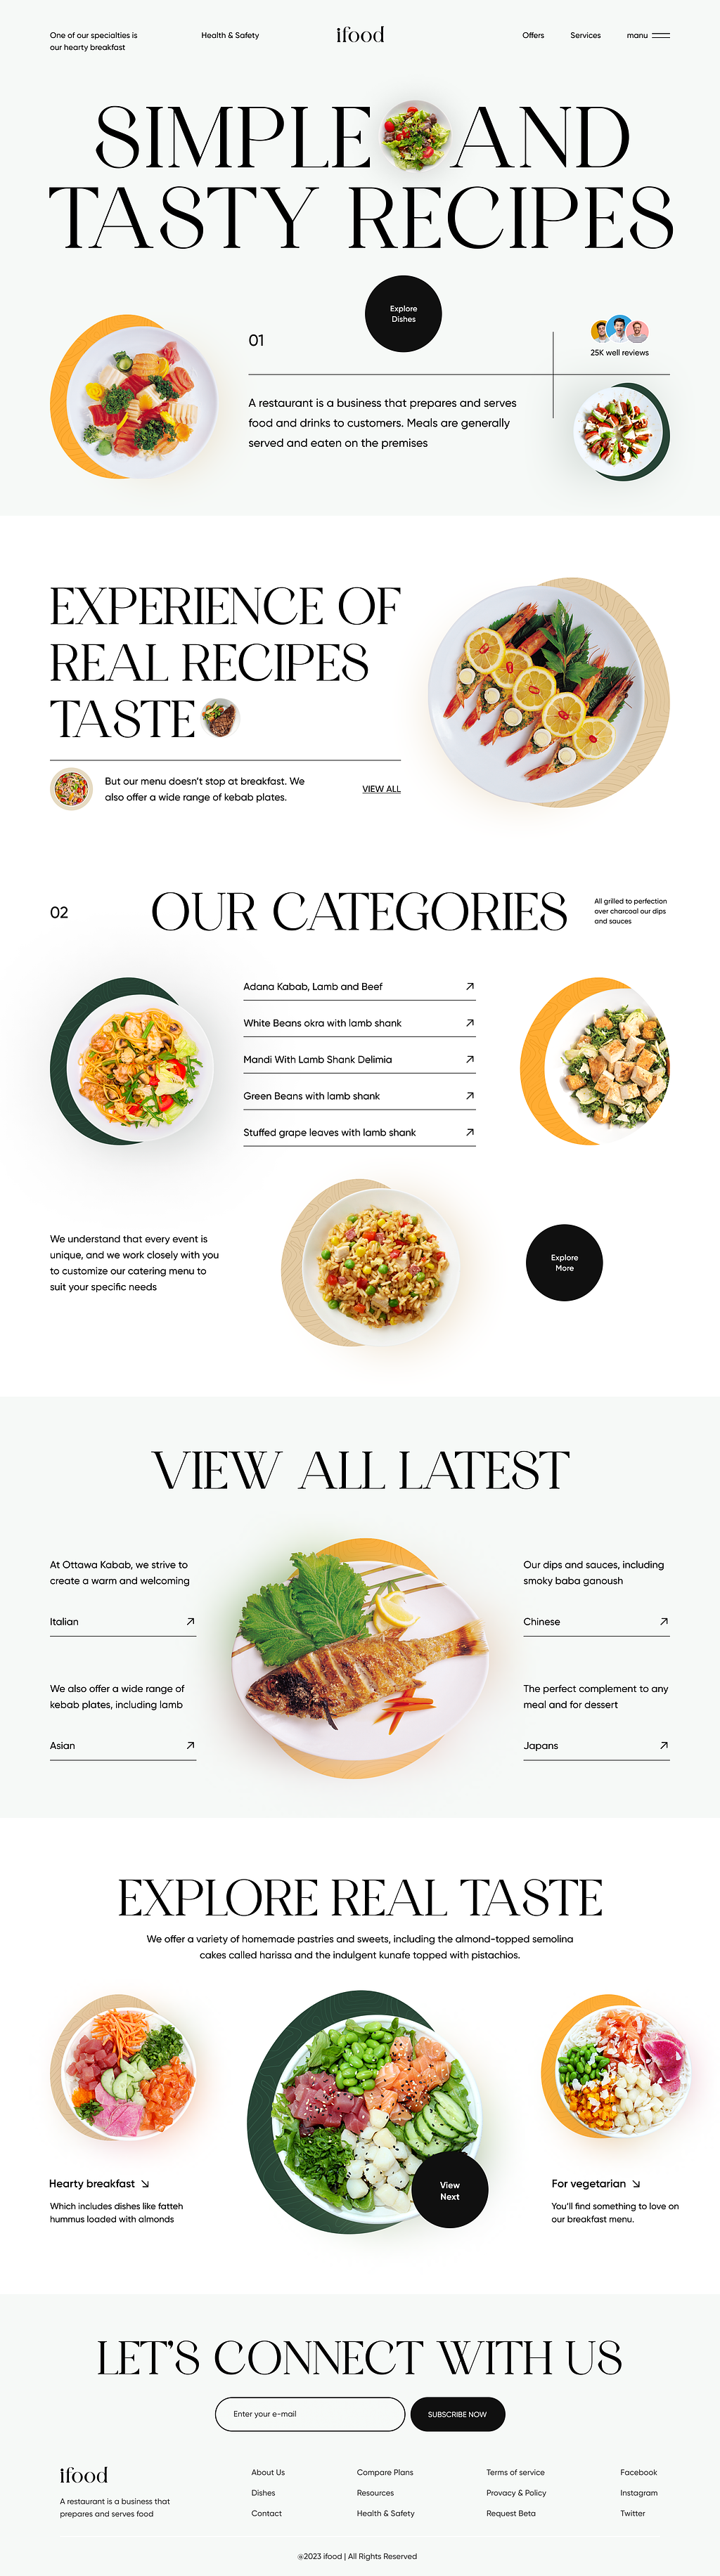 One of our specialties is
our hearty breakfast
Health & Safety
ifood
Offers
Services
manu
SIMPLE AND
TASTY RECIPES
Explore
Dishes
01
25K well reviews
A restaurant is a business that prepares and serves
food and drinks to customers. Meals are generally
served and eaten on the premises
EXPERIENCE OF
REAL RECIPES
TASTE
But our menu doesn't stop at breakfast. We
also offer a wide range of kebab plates.
VIEW ALL
02
OUR CATEGORIES
All grilled to perfection
over charcoal our dips
and sauces
Adana Kabab, Lamb and Beef
White Beans okra with lamb shank
Mandi With Lamb Shank Delimia
Green Beans with lamb shank
Stuffed grape leaves with lamb shank
We understand that every event is
unique, and we work closely with you
to customize our catering menu to
suit your specific needs
Explore
More
VIEW ALL LATEST
At Ottawa Kabab, we strive to
create a warm and welcoming
Italian
We also offer a wide range of
kebab plates, including lamb
Asian
Our dips and sauces, including
smoky baba ganoush
Chinese
The perfect complement to any
meal and for dessert
Japans
EXPLORE REAL TASTE
We offer a variety of homemade pastries and sweets, including the almond-topped semolina
cakes called harissa and the indulgent kunafe topped with pistachios.
Hearty breakfast
Which includes dishes like fatteh
hummus loaded with almonds
View
Next
For vegetarian
You'll find something to love on
our breakfast menu.
LET'S CONNECT WITH US
Enter your e-mail
SUBSCRIBE NOW
ifood
A restaurant is a business that
prepares and serves food
About Us
Dishes
Contact
Compare Plans
Resources
Health & Safety
Terms of service
Provacy & Policy
Request Beta
Facebook
Instagram
Twitter
@2023 ifood | All Rights Reserved